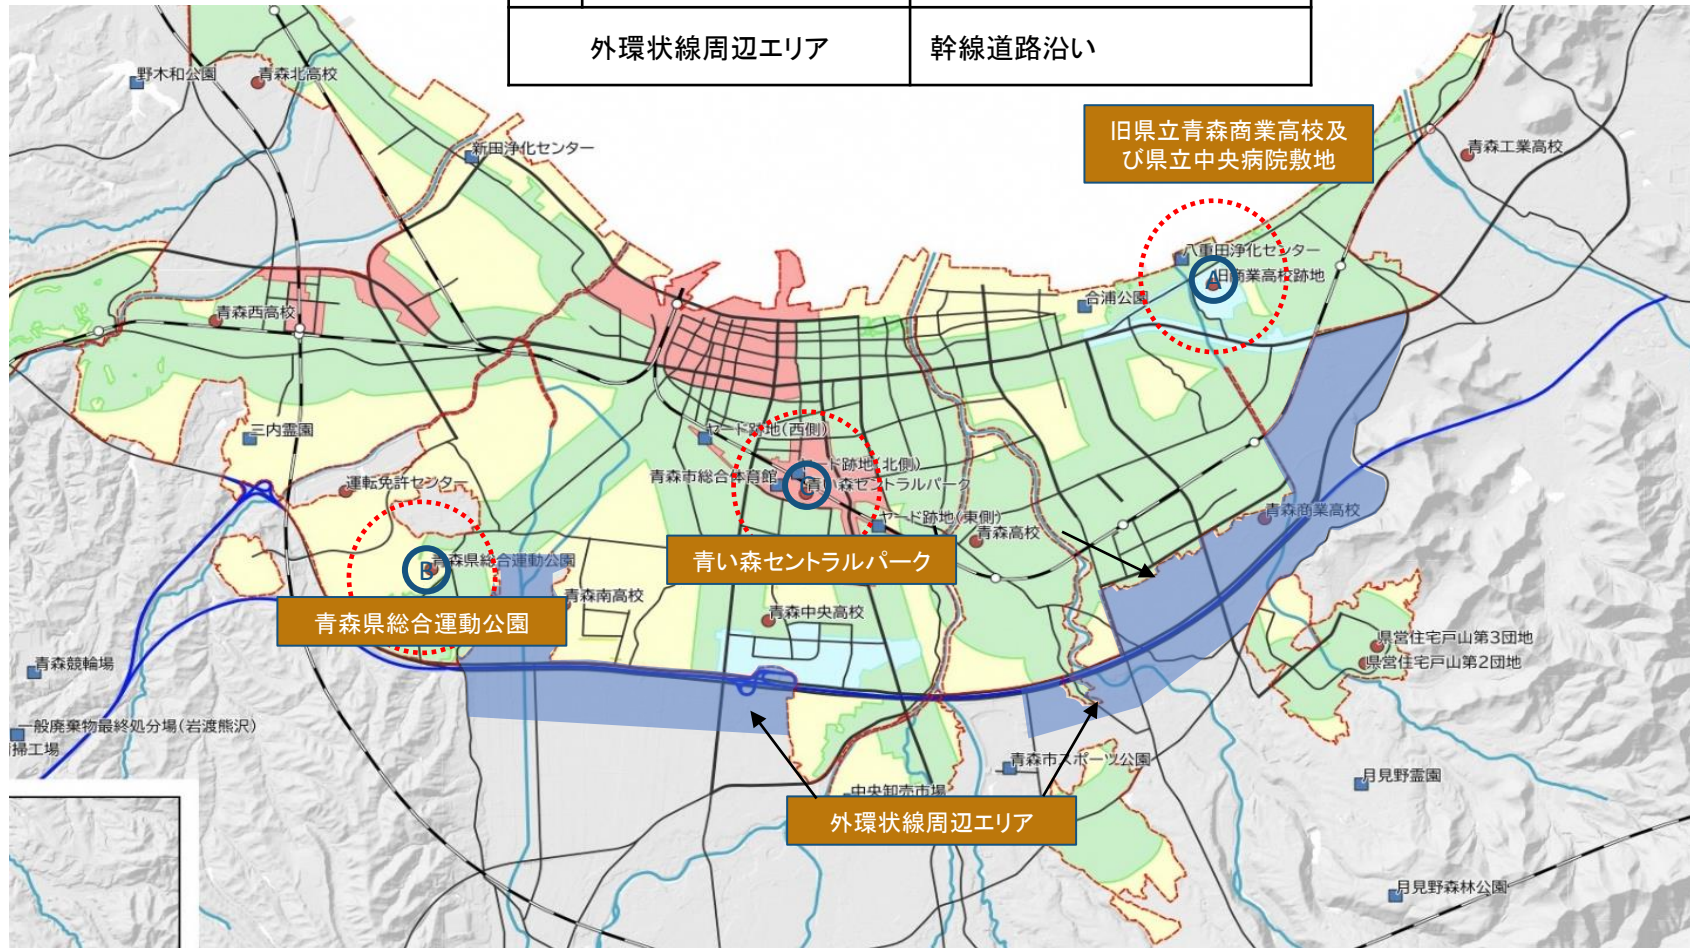 外環状線周辺エリア 幹線道路沿い
野木和公園
青森北高校
新田浄化センター
旧県立青森商業高校及
び県立中央病院敷地
青森工業高校
八重田浄化センター
A
旧商業高校跡地
合浦公園
青森西高校
三内霊園
ヤード跡地(西側)
ヤード跡地(北側)
青森市総合体育館
青い森セントラルパーク
運転免許センター
ヤード跡地(東側)
青森高校
青森商業高校
青い森セントラルパーク
B
青森県総合運動公園
青森南高校
青森県総合運動公園
青森中央高校
県営住宅戸山第3団地
県営住宅戸山第2団地
青森競輪場
一般廃棄物最終処分場(岩渡熊沢)
掃工場
青森市スポーツ公園
月見野霊園
中央卸売市場
外環状線周辺エリア
月見野森林公園